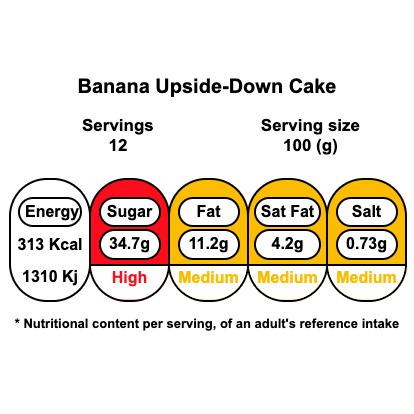 Banana Upside-Down Cake
Servings Serving size
12 100 (g)
Energy Sugar Fat Sat Fat Salt
313 Kcal 34.7g 11.2g 4.2g 0.73g
1310 Kj High Medium Medium Medium
* Nutritional content per serving, of an adult's reference intake